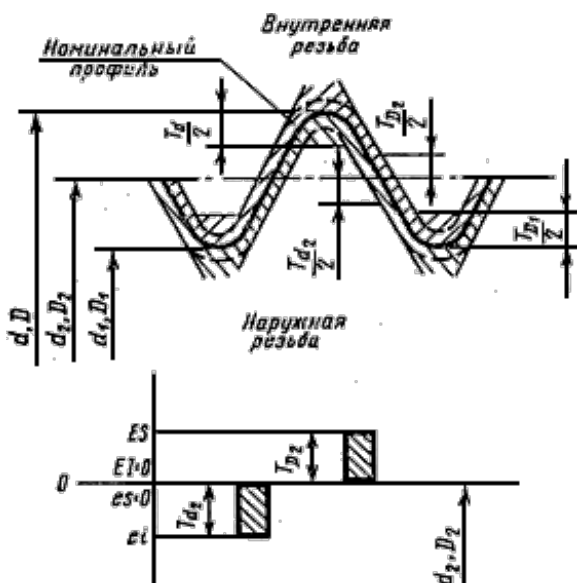 Внутренняя
резьба
Номинальный
профиль
Td/2
TD2/2
Td2/2
TD1/2
d, D
d2, D2
d1, D1
Наружная
резьба
ES
EI=0
0
es=0
ei
TD2
Td2
d2, D2